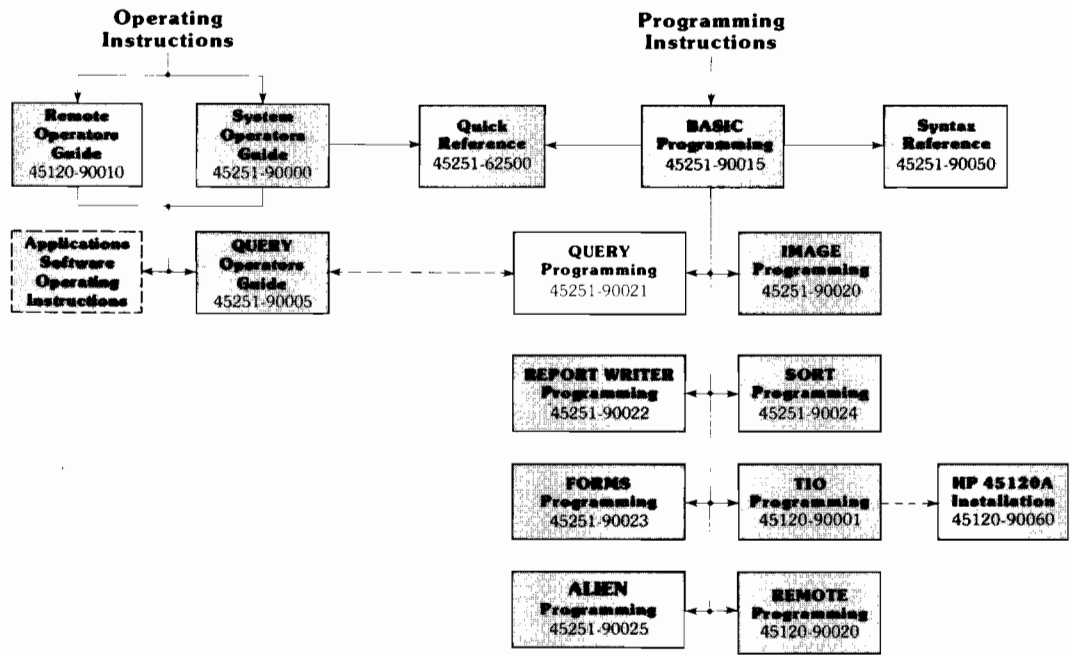 Operating
Instructions
Programming
Instructions
Remote
Operators
Guide
45120-90010
System
Operators
Guide
45251-90000
Quick
Reference
45251-62500
BASIC
Programming
45251-90015
Syntax
Reference
45251-90050
Applications
Software
Operating
Instructions
QUERY
Operators
Guide
45251-90005
QUERY
Programming
45251-90021
IMAGE
Programming
45251-90020
REPORT WRITER
Programming
45251-90022
SORT
Programming
45251-90024
FORMS
Programming
45251-90023
TIO
Programming
45120-90001
HP 45120A
Installation
45120-90060
ALIEN
Programming
45251-90025
REMOTE
Programming
45120-90020